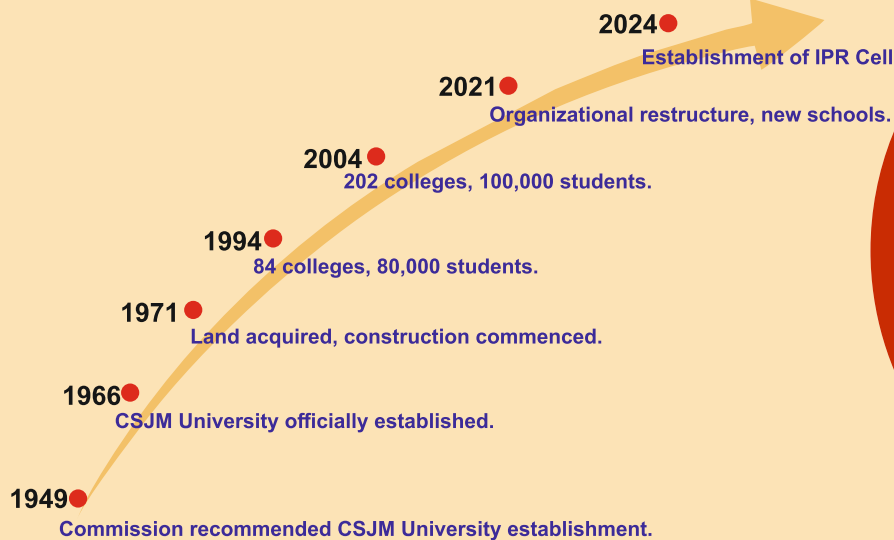 2024
Establishment of IPR Cell
2021
Organizational restructure, new schools.
2004
202 colleges, 100,000 students.
1994
84 colleges, 80,000 students.
1971
Land acquired, construction commenced.
1966
CSJM University officially established.
1949
Commission recommended CSJM University establishment.